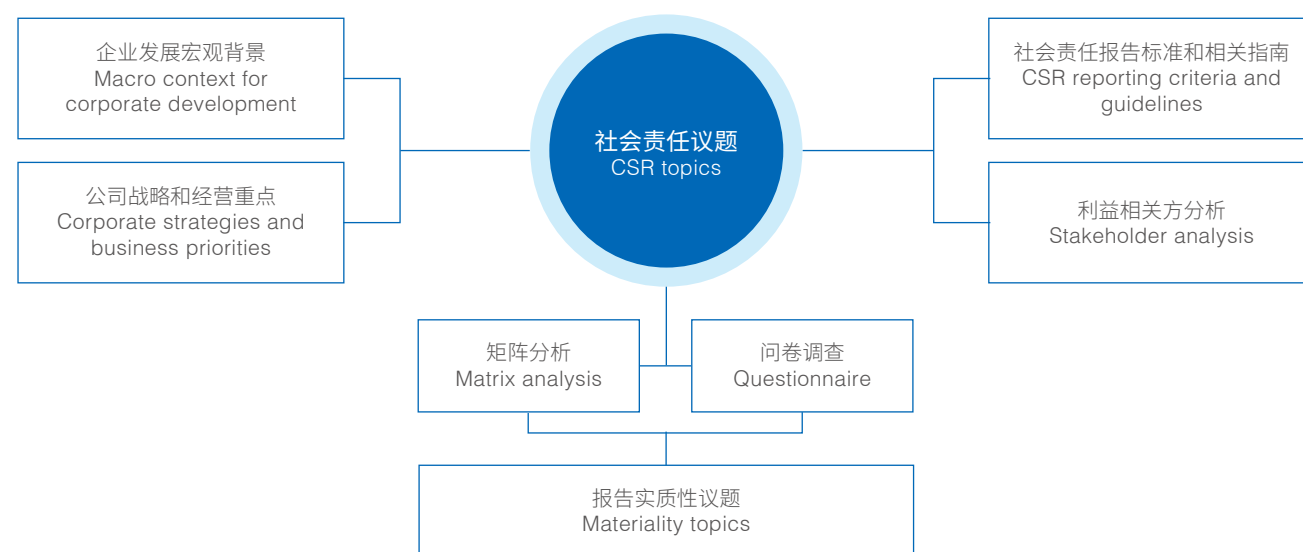 企业发展宏观背景
Macro context for
corporate development
公司战略和经营重点
Corporate strategies and
business priorities
社会责任议题
CSR topics
社会责任报告标准和相关指南
CSR reporting criteria and
guidelines
利益相关方分析
Stakeholder analysis
矩阵分析
Matrix analysis
问卷调查
Questionnaire
报告实质性议题
Materiality topics